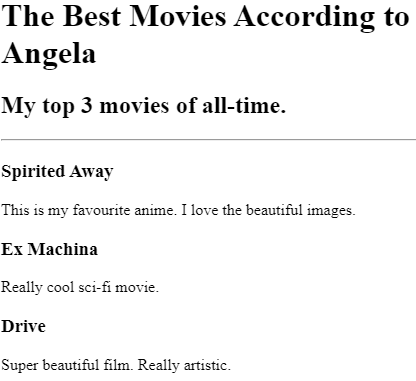 The Best Movies According to
Angela
My top 3 movies of all-time.
Spirited Away
This is my favourite anime. I love the beautiful images.
Ex Machina
Really cool sci-fi movie.
Drive
Super beautiful film. Really artistic.